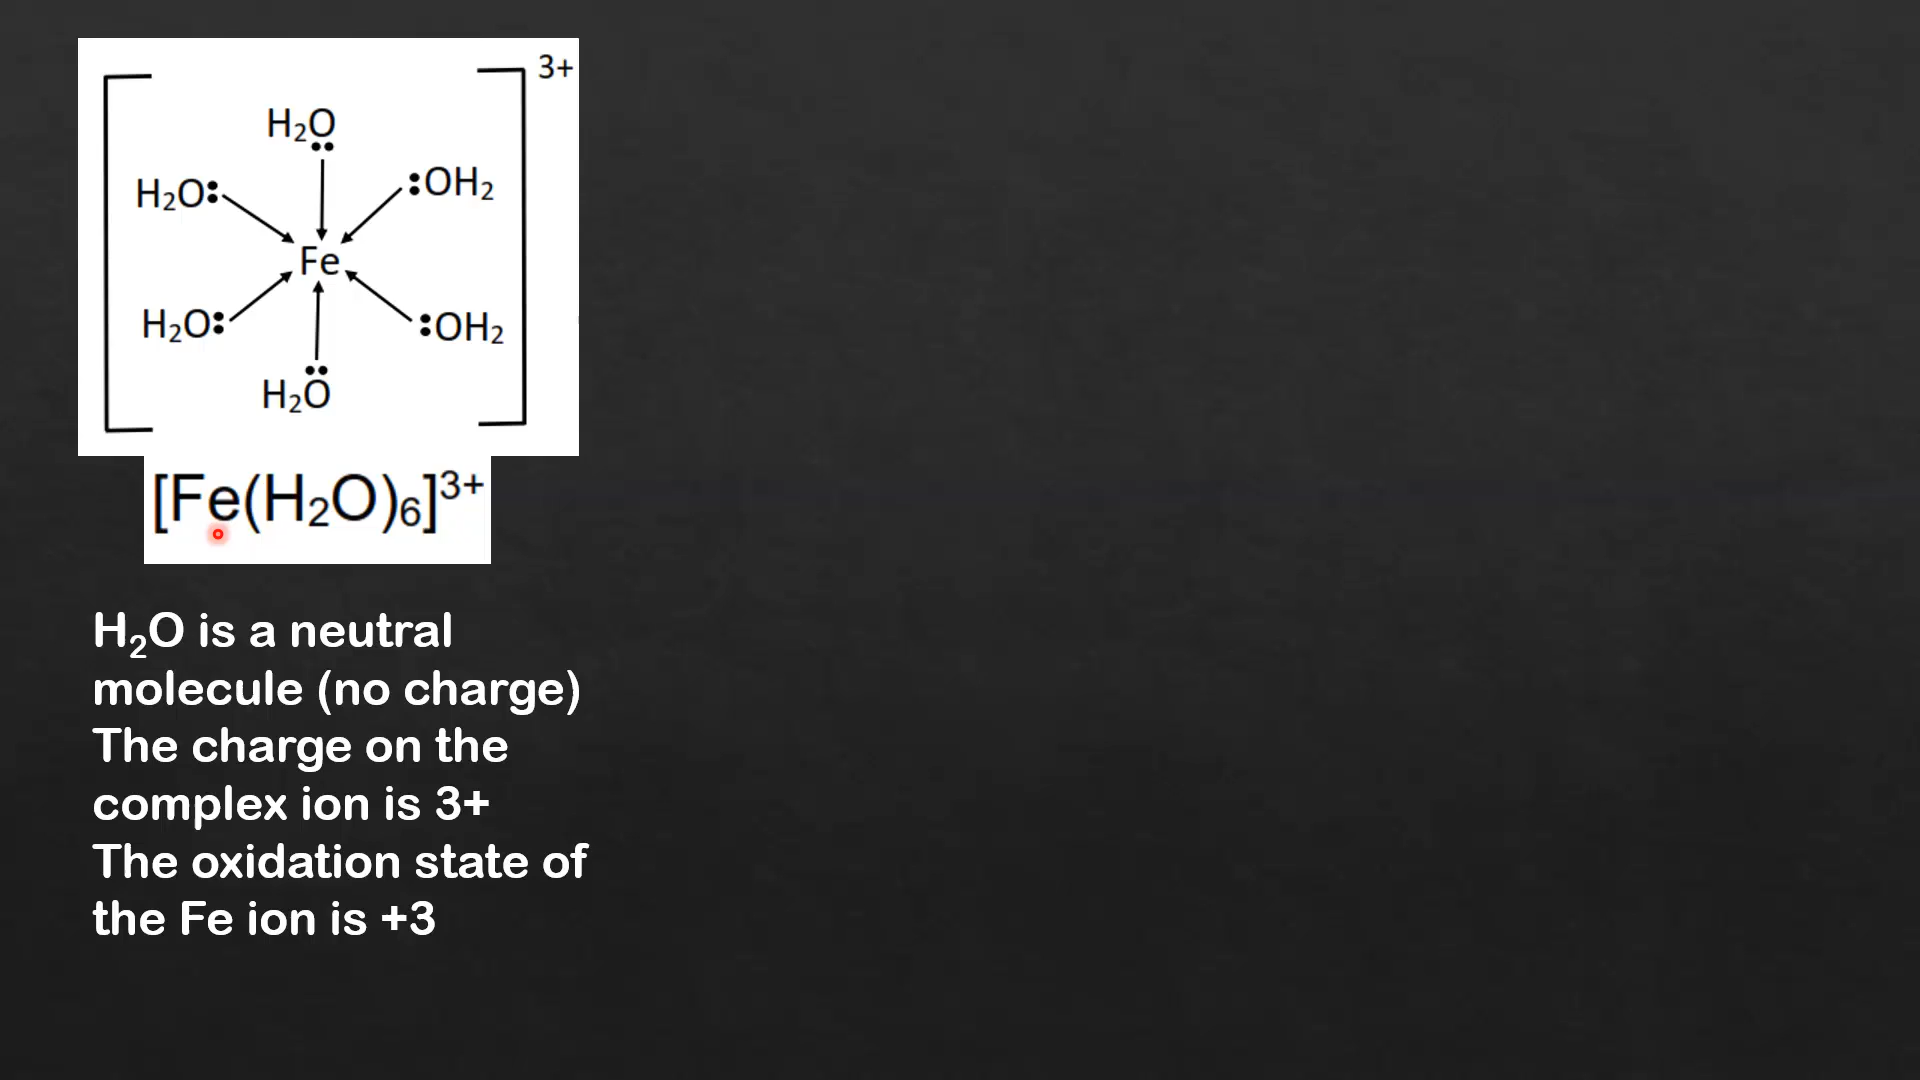 3+
H₂O
H₂O: :OH₂
Fe
H₂O: :OH₂
H₂O
[Fe(H₂O)₆]³⁺
H₂O is a neutral
molecule (no charge)
The charge on the
complex ion is 3+
The oxidation state of
the Fe ion is +3